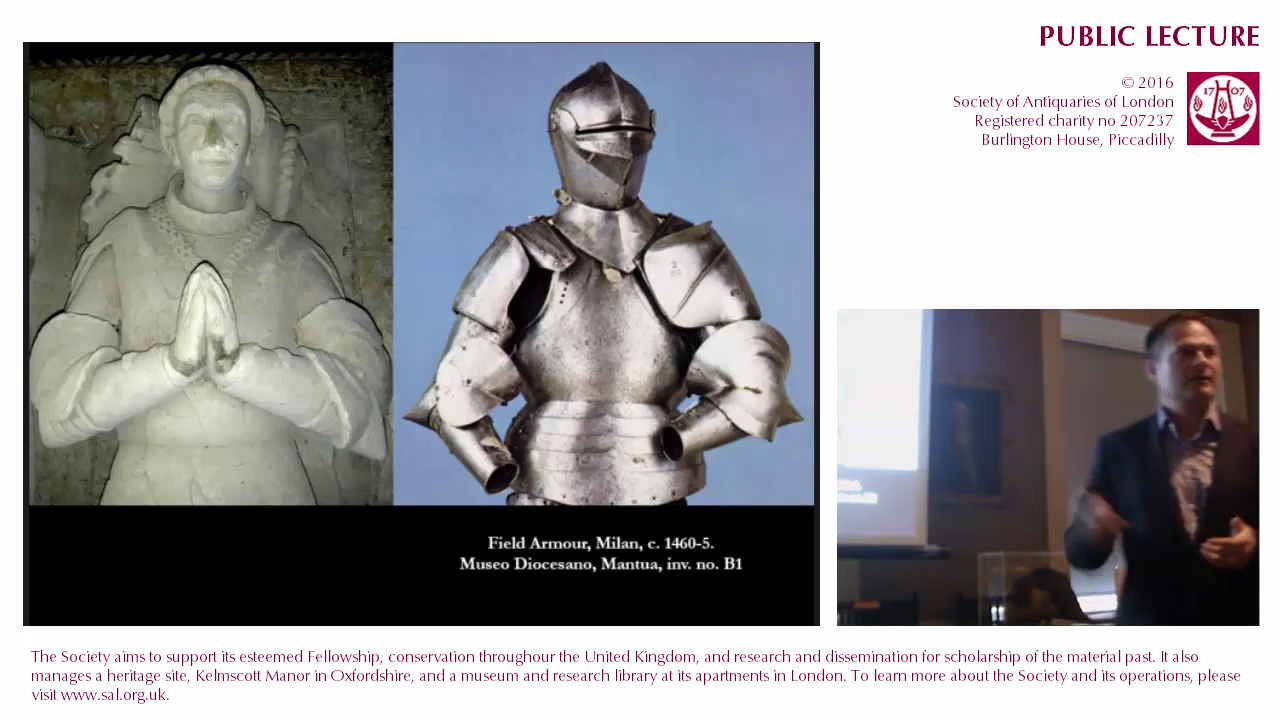 PUBLIC LECTURE
© 2016
Society of Antiquaries of London
Registered charity no 207237
Burlington House, Piccadilly
17 07
Field Armour, Milan, c. 1460-5.
Museo Diocesano, Mantua, inv. no. B1
The Society aims to support its esteemed Fellowship, conservation throughour the United Kingdom, and research and dissemination for scholarship of the material past. It also
manages a heritage site, Kelmscott Manor in Oxfordshire, and a museum and research library at its apartments in London. To learn more about the Society and its operations, please
visit www.sal.org.uk.